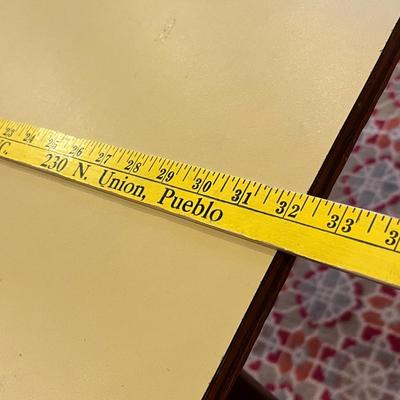 23 24 25 26 27 28 29 30 31 32 33
C. 230 N. Union, Pueblo